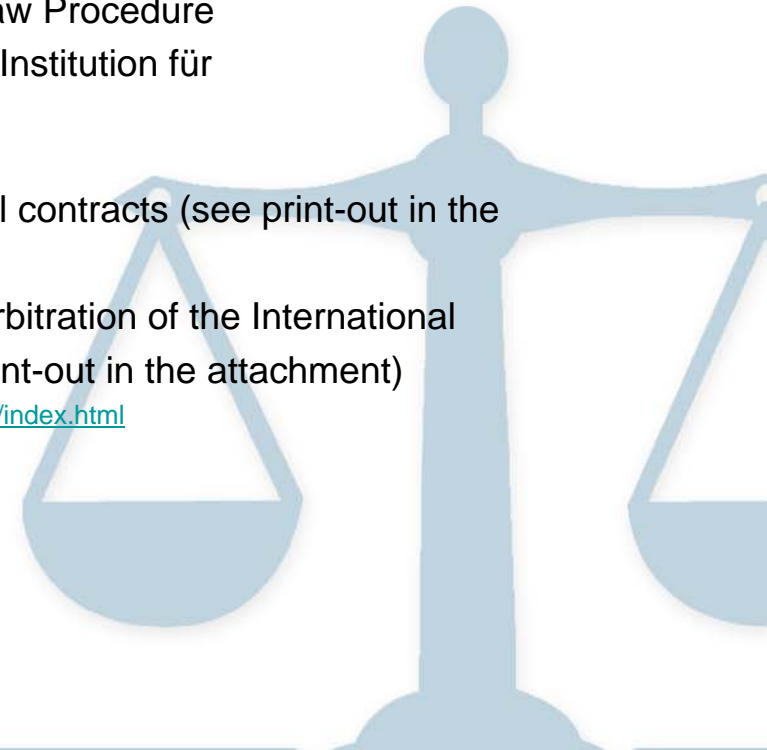 aw Procedure
Institution für
l contracts (see print-out in the
rbitration of the International
nt-out in the attachment)
/index.html